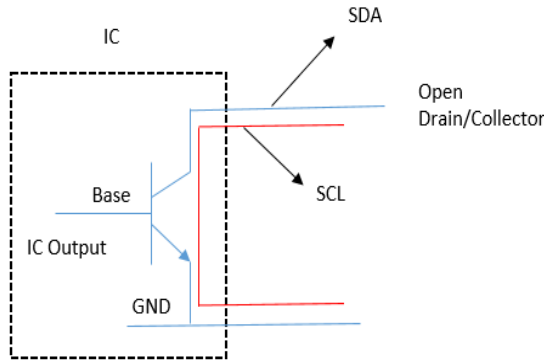 SDA
IC
Open
Drain/Collector
Base
SCL
IC Output
GND